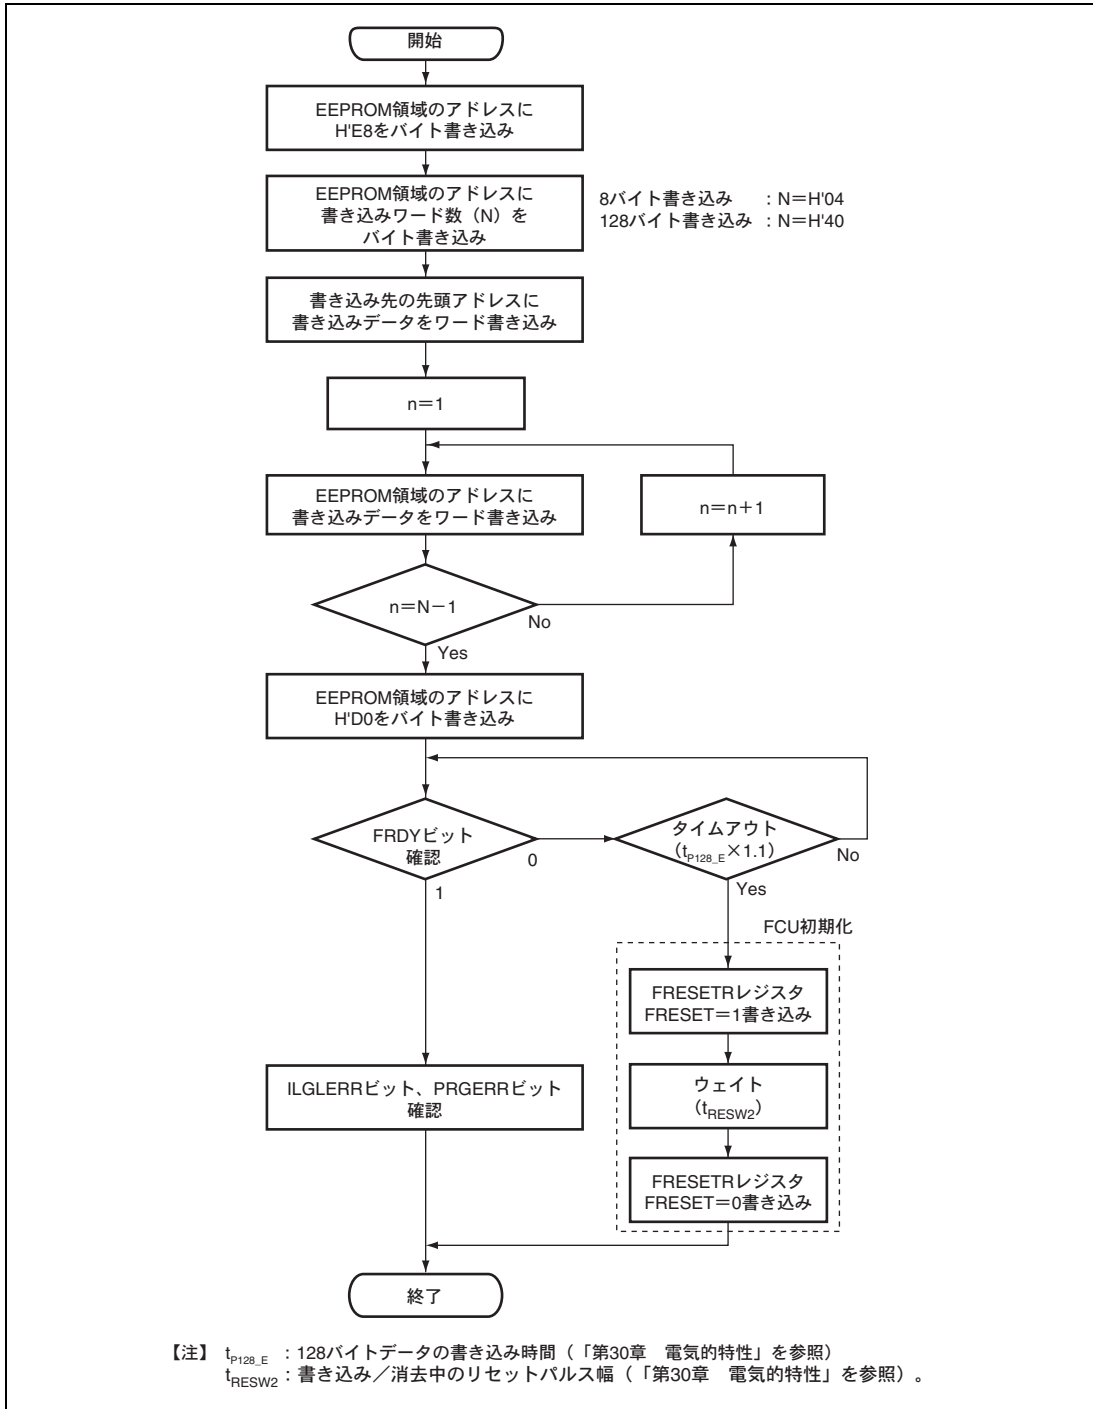 開始
EEPROM領域のアドレスに
H'E8をバイト書き込み
EEPROM領域のアドレスに
書き込みワード数（N）を
バイト書き込み
8バイト書き込み ：N＝H'04
128バイト書き込み ：N＝H'40
書き込み先の先頭アドレスに
書き込みデータをワード書き込み
n＝1
EEPROM領域のアドレスに
書き込みデータをワード書き込み
n＝n＋1
n＝N－1
No
Yes
EEPROM領域のアドレスに
H'D0をバイト書き込み
FRDYビット
確認
0
1
タイムアウト
（tP128_E×1.1）
No
Yes
FCU初期化
FRESETRレジスタ
FRESET＝1書き込み
ウェイト
（tRESW2）
FRESETRレジスタ
FRESET＝0書き込み
ILGLERRビット、PRGERRビット
確認
終了
【注】 tP128_E ：128バイトデータの書き込み時間（「第30章　電気的特性」を参照）
tRESW2：書き込み／消去中のリセットパルス幅（「第30章　電気的特性」を参照）。